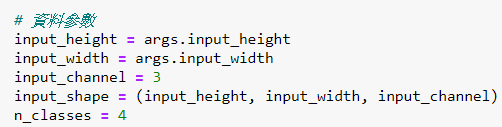 # 資料參數
input_height = args.input_height
input_width = args.input_width
input_channel = 3
input_shape = (input_height, input_width, input_channel)
n_classes = 4